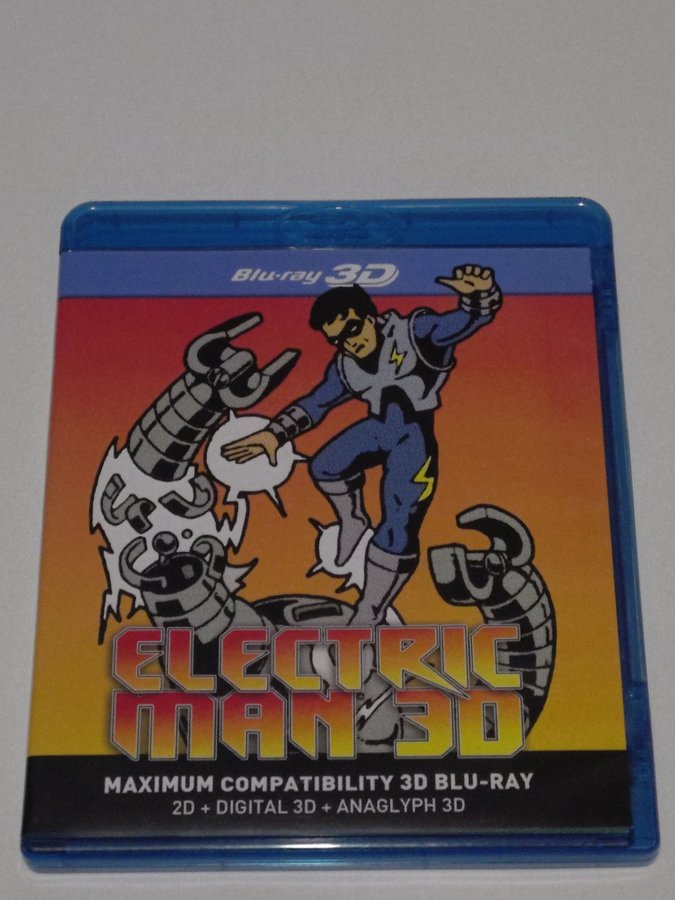 Blu-ray 3D
ELECTRIC
MAN 3D
MAXIMUM COMPATIBILITY 3D BLU-RAY
2D + DIGITAL 3D + ANAGLYPH 3D